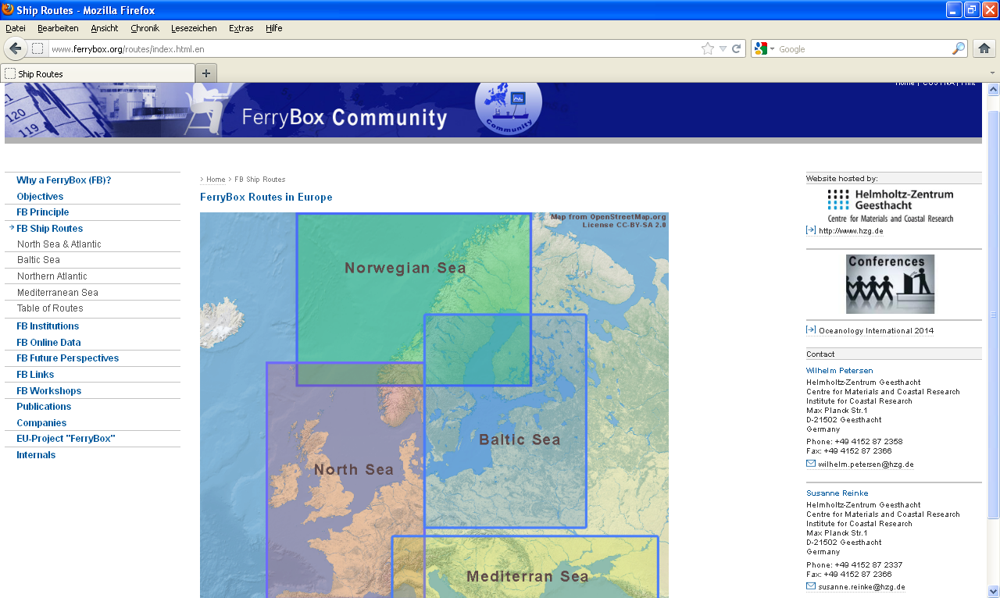 Ship Routes - Mozilla Firefox
Datei Bearbeiten Ansicht Chronik Lesezeichen Extras Hilfe
www.ferrybox.org/routes/index.html.en
Google
Ship Routes
Home | COSYNA | Print
120
119
FerryBox Community
Community
Why a FerryBox (FB)?
Objectives
FB Principle
FB Ship Routes
North Sea & Atlantic
Baltic Sea
Northern Atlantic
Mediterranean Sea
Table of Routes
FB Institutions
FB Online Data
FB Future Perspectives
FB Links
FB Workshops
Publications
Companies
EU-Project "FerryBox"
Internals
> Home > FB Ship Routes
FerryBox Routes in Europe
Map from OpenStreetMap.org
License CC-BY-SA 2.0
Norwegian Sea
Baltic Sea
North Sea
Mediterran Sea
Website hosted by:
Helmholtz-Zentrum
Geesthacht
Centre for Materials and Coastal Research
http://www.hzg.de
Conferences
Oceanology International 2014
Contact
Wilhelm Petersen
Helmholtz-Zentrum Geesthacht
Centre for Materials and Coastal Research
Institute for Coastal Research
Max Planck Str.1
D-21502 Geesthacht
Germany
Phone: +49 4152 87 2358
Fax: +49 4152 87 2366
wilhelm.petersen@hzg.de
Susanne Reinke
Helmholtz-Zentrum Geesthacht
Centre for Materials and Coastal Research
Institute for Coastal Research
Max Planck Str.1
D-21502 Geesthacht
Germany
Phone: +49 4152 87 2337
Fax: +49 4152 87 2366
susanne.reinke@hzg.de